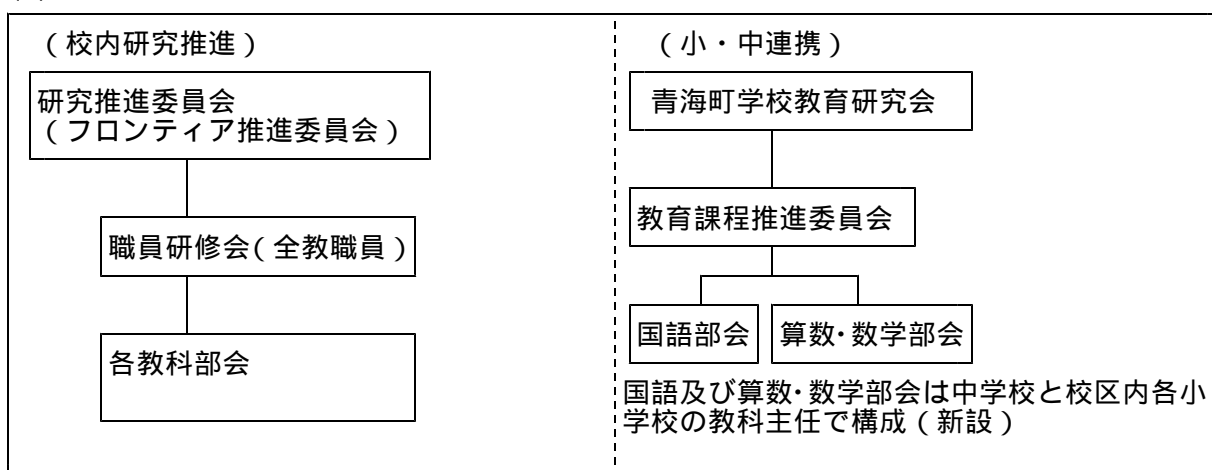 （校内研究推進）
研究推進委員会
（フロンティア推進委員会）
職員研修会（全教職員）
各教科部会
（小・中連携）
青海町学校教育研究会
教育課程推進委員会
国語部会
算数・数学部会
国語及び算数・数学部会は中学校と校区内各小
学校の教科主任で構成（新設）